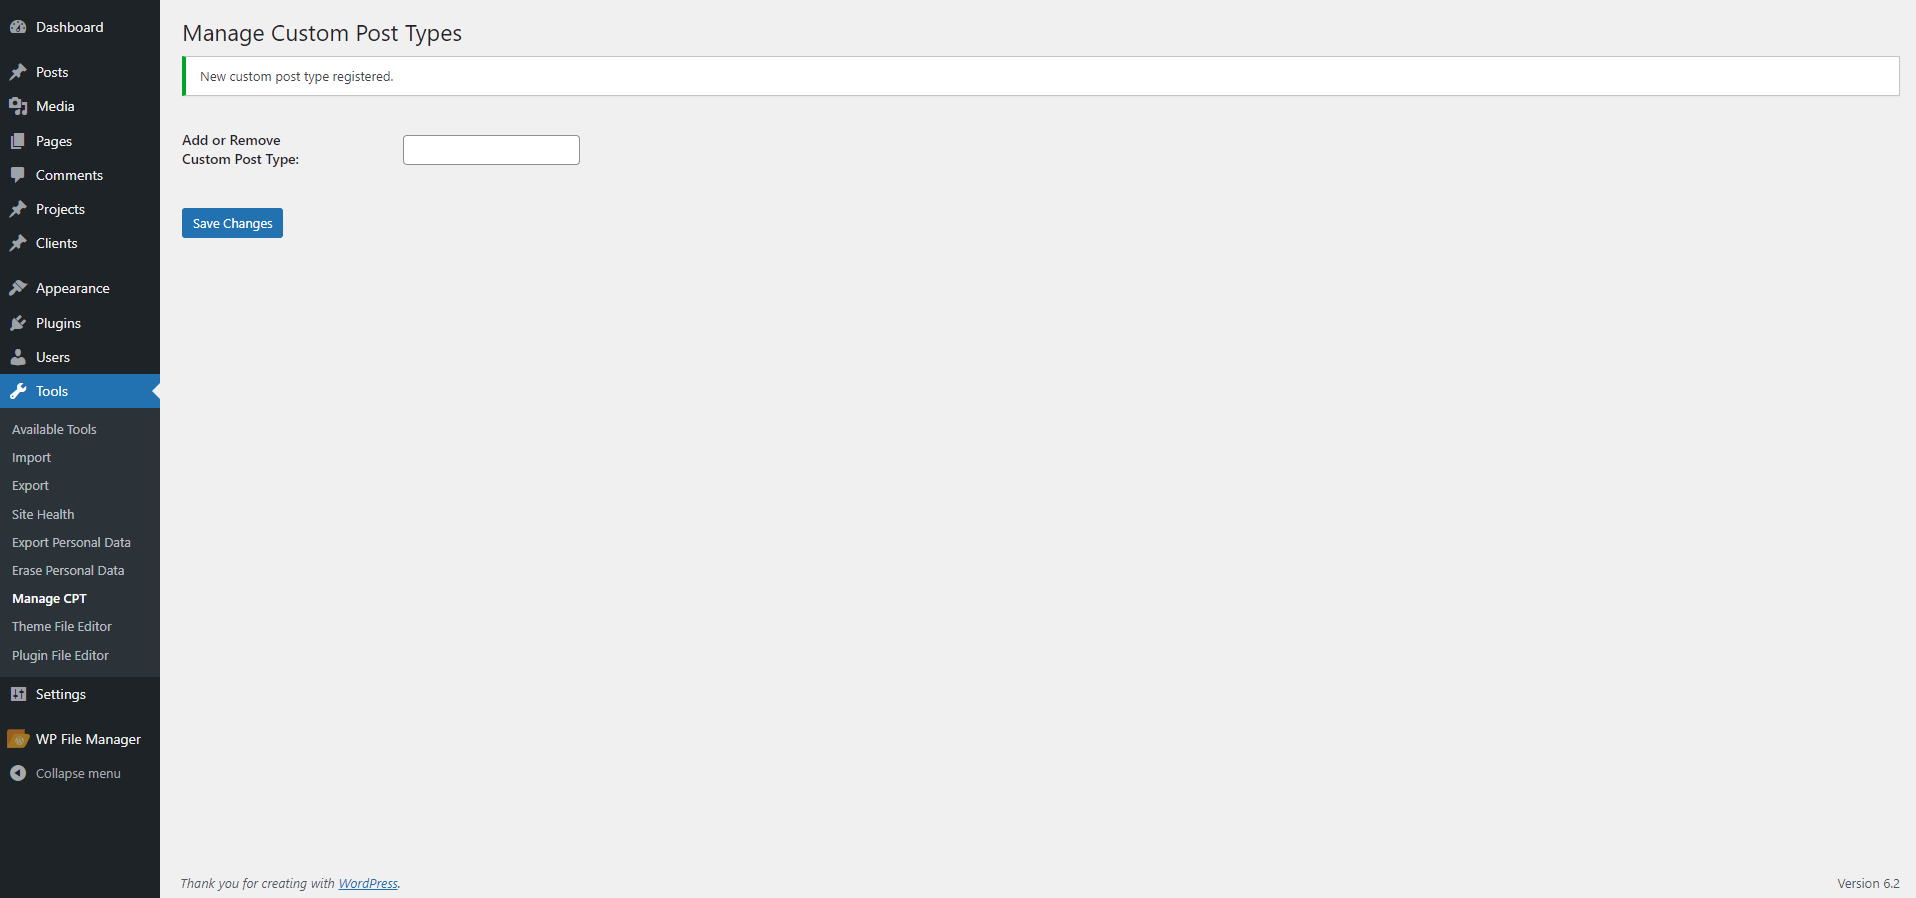 Dashboard
Posts
Media
Pages
Comments
Projects
Clients
Appearance
Plugins
Users
Tools
Available Tools
Import
Export
Site Health
Export Personal Data
Erase Personal Data
Manage CPT
Theme File Editor
Plugin File Editor
Settings
WP File Manager
Collapse menu
Manage Custom Post Types
New custom post type registered.
Add or Remove
Custom Post Type:
Save Changes
Thank you for creating with WordPress.
Version 6.2